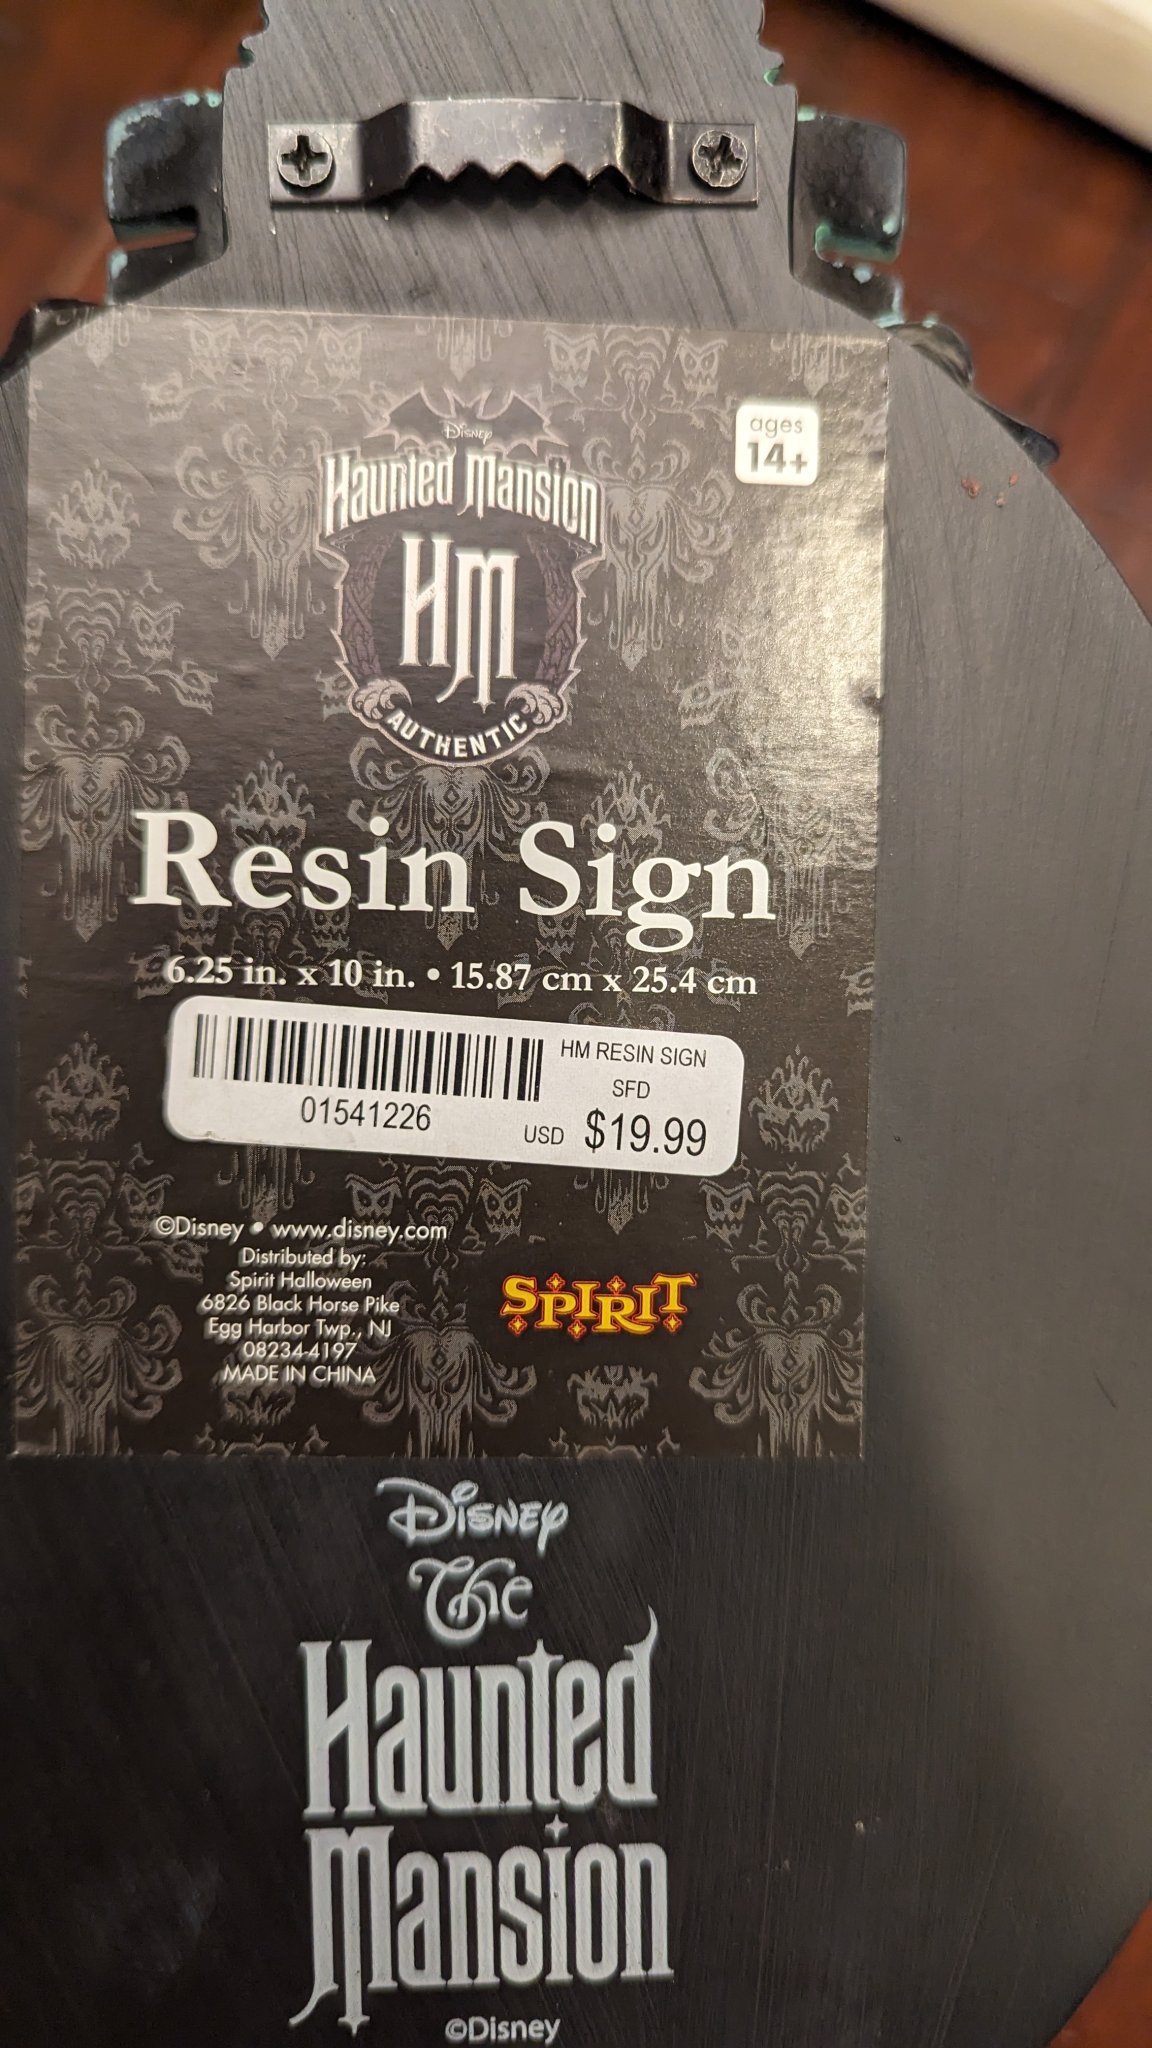 Disney
Haunted Mansion
HM
AUTHENTIC
ages
14+
Resin Sign
6.25 in. x 10 in. • 15.87 cm x 25.4 cm
HM RESIN SIGN
SFD
01541226
USD $19.99
©Disney • www.disney.com
Distributed by:
Spirit Halloween
6826 Black Horse Pike
Egg Harbor Twp., NJ
08234-4197
MADE IN CHINA
SPIRIT
Disney
The
Haunted
Mansion
©Disney